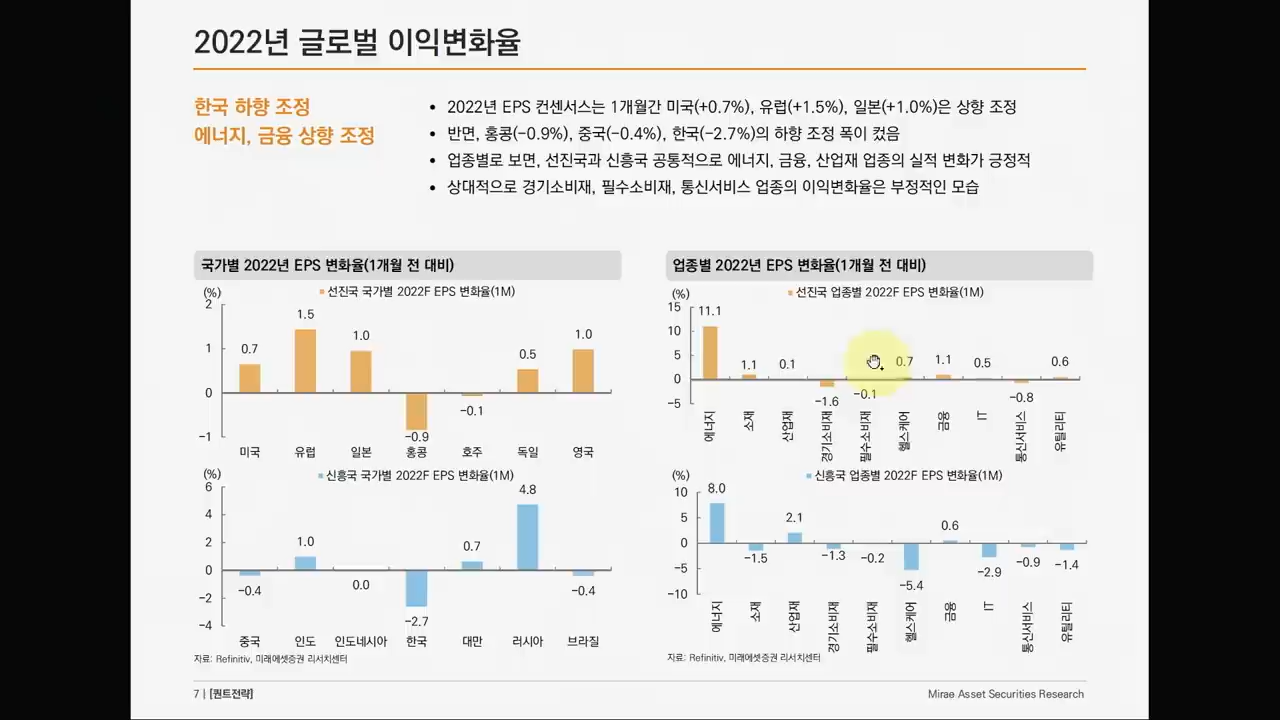 2022년 글로벌 이익변화율
한국 하향 조정
에너지, 금융 상향 조정
• 2022년 EPS 컨센서스는 1개월간 미국(+0.7%), 유럽(+1.5%), 일본(+1.0%)은 상향 조정
• 반면, 홍콩(-0.9%), 중국(-0.4%), 한국(-2.7%)의 하향 조정 폭이 컸음
• 업종별로 보면, 선진국과 신흥국 공통적으로 에너지, 금융, 산업재 업종의 실적 변화가 긍정적
• 상대적으로 경기소비재, 필수소비재, 통신서비스 업종의 이익변화율은 부정적인 모습
국가별 2022년 EPS 변화율(1개월 전 대비)
(%)
선진국 국가별 2022F EPS 변화율(1M)
2
1
0
-1
0.7
1.5
1.0
-0.9
-0.1
0.5
1.0
미국 유럽 일본 홍콩 호주 독일 영국
(%)
신흥국 국가별 2022F EPS 변화율(1M)
6
4
2
0
-2
-4
-0.4
1.0
0.0
-2.7
0.7
4.8
-0.4
중국 인도 인도네시아 한국 대만 러시아 브라질
자료: Refinitiv, 미래에셋증권 리서치센터
업종별 2022년 EPS 변화율(1개월 전 대비)
(%)
선진국 업종별 2022F EPS 변화율(1M)
15
10
5
0
-5
11.1
1.1
0.1
-1.6
-0.1
0.7
1.1
0.5
-0.8
0.6
에너지 소재 산업재 경기소비재 필수소비재 헬스케어 금융 IT 통신서비스 유틸리티
(%)
신흥국 업종별 2022F EPS 변화율(1M)
10
5
0
-5
-10
8.0
-1.5
2.1
-1.3
-0.2
-5.4
0.6
-2.9
-0.9
-1.4
에너지 소재 산업재 경기소비재 필수소비재 헬스케어 금융 IT 통신서비스 유틸리티
자료: Refinitiv, 미래에셋증권 리서치센터
7 | [퀀트전략]
Mirae Asset Securities Research